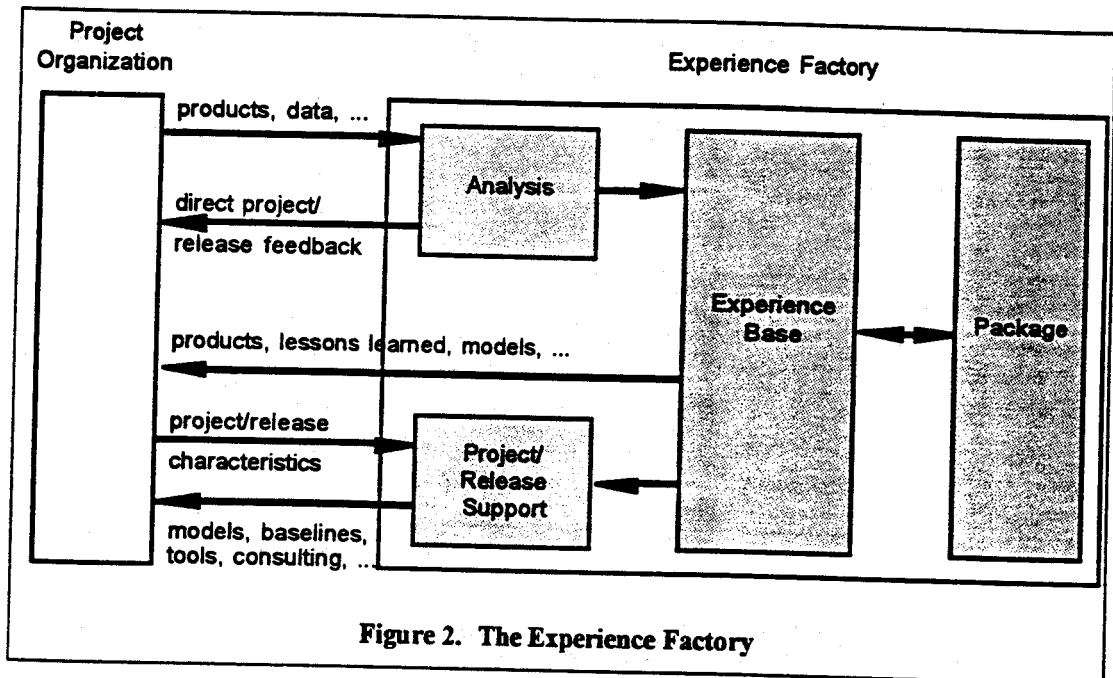 Project
Organization
Experience Factory
products, data, ...
Analysis
direct project/
release feedback
Experience
Base
Package
products, lessons learned, models, ...
project/release
characteristics
Project/
Release
Support
models, baselines,
tools, consulting, ...
Figure 2. The Experience Factory